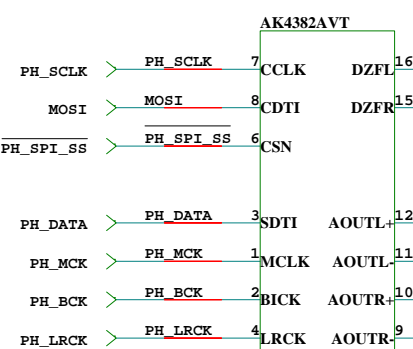 AK4382AVT
PH_SCLK PH_SCLK 7 CCLK DZFL 16
MOSI MOSI 8 CDTI DZFR 15
PH_SPI_SS PH_SPI_SS 6 CSN
PH_DATA PH_DATA 3 SDTI AOUTL+ 12
PH_MCK PH_MCK 1 MCLK AOUTL- 11
PH_BCK PH_BCK 2 BICK AOUTR+ 10
PH_LRCK PH_LRCK 4 LRCK AOUTR- 9